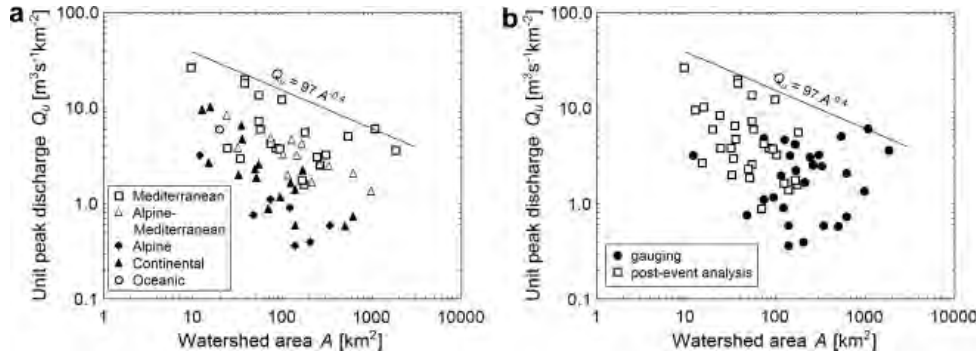 a
100.0
10.0
1.0
0.1
Unit peak discharge Qu [m³s⁻¹km⁻²]
Qu = 97 A⁻⁰·⁴
Mediterranean
Alpine-
Mediterranean
Alpine
Continental
Oceanic
1 10 100 1000 10000
Watershed area A [km²]
b
100.0
10.0
1.0
0.1
Unit peak discharge Qu [m³s⁻¹km⁻²]
Qu = 97 A⁻⁰·⁴
gauging
post-event analysis
1 10 100 1000 10000
Watershed area A [km²]